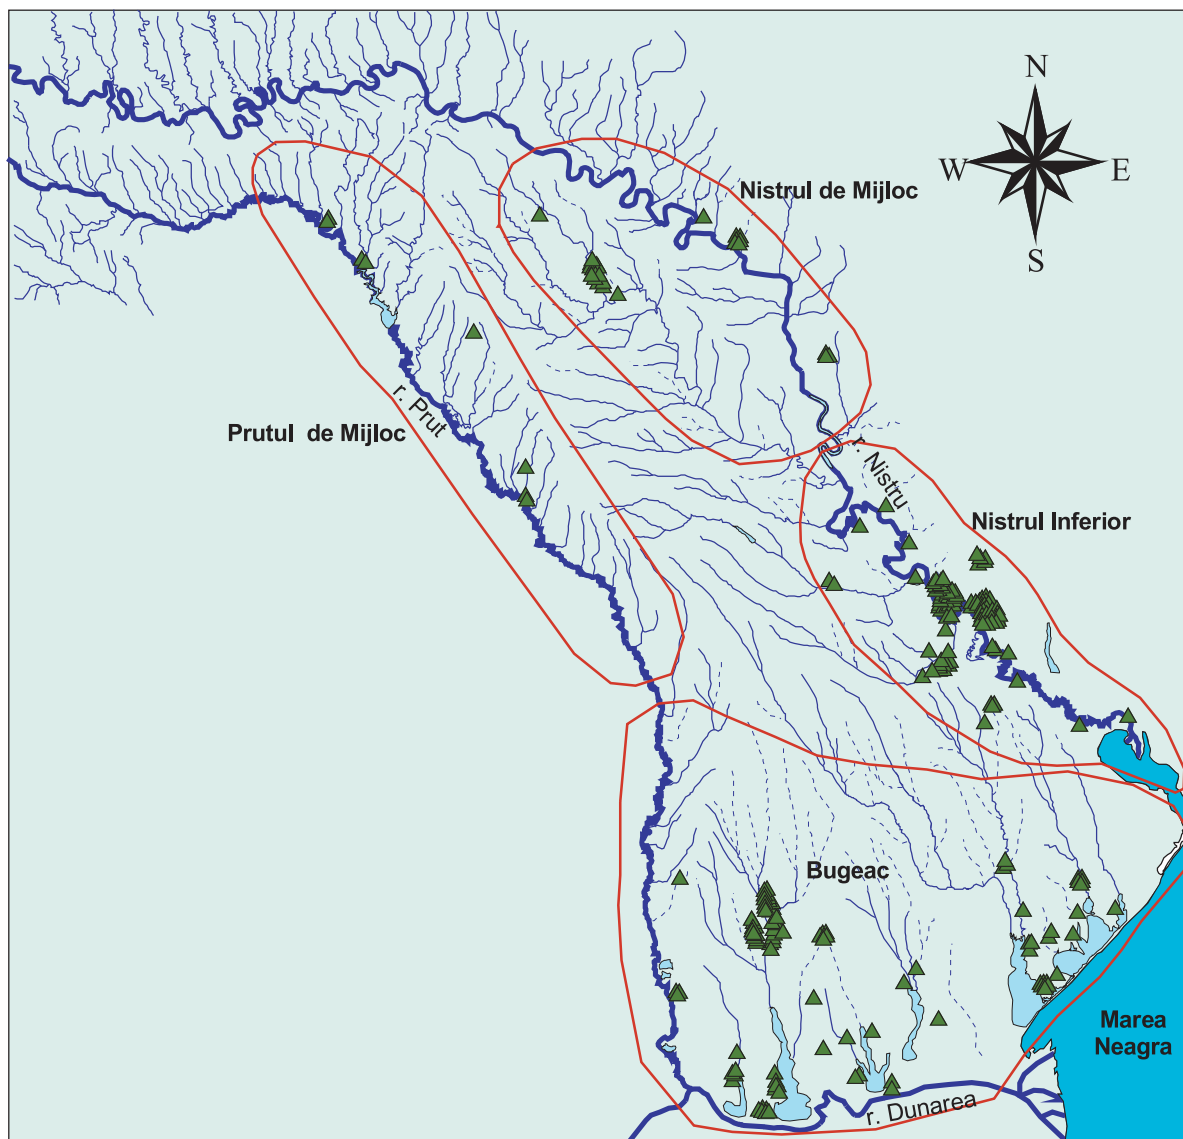 N
W
E
S
Nistrul de Mijloc
r. Prut
Prutul de Mijloc
r. Nistru
Nistrul Inferior
Bugeac
Marea
Neagra
r. Dunarea